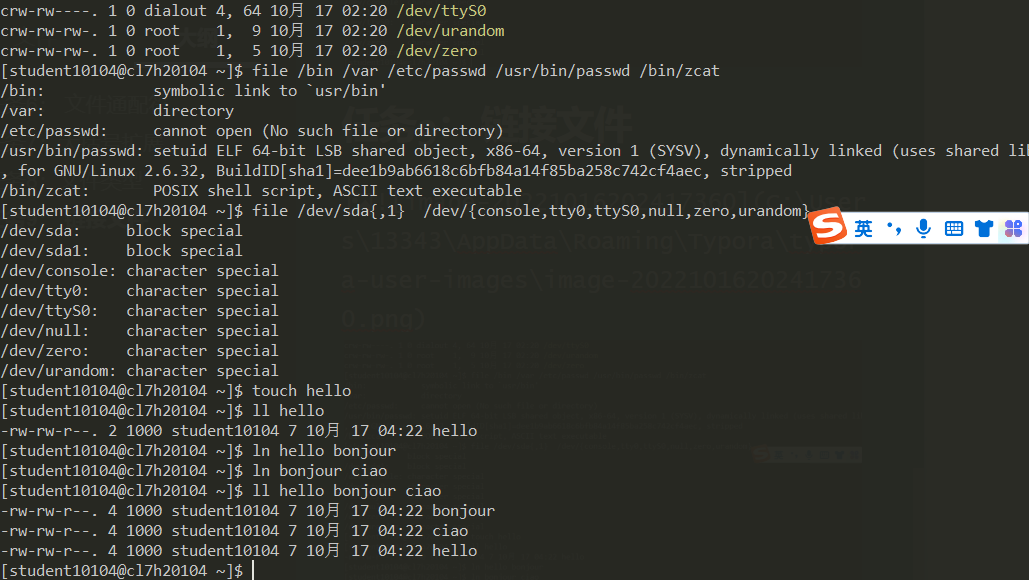 crw-rw----. 1 0 dialout 4, 64 10月 17 02:20 /dev/ttyS0
crw-rw-rw-. 1 0 root    1,  9 10月 17 02:20 /dev/urandom
crw-rw-rw-. 1 0 root    1,  5 10月 17 02:20 /dev/zero
[student10104@cl7h20104 ~]$ file /bin /var /etc/passwd /usr/bin/passwd /bin/zcat
/bin:            symbolic link to `usr/bin'
/var:            directory
/etc/passwd:     cannot open (No such file or directory)
/usr/bin/passwd: setuid ELF 64-bit LSB shared object, x86-64, version 1 (SYSV), dynamically linked (uses shared li
, for GNU/Linux 2.6.32, BuildID[sha1]=dee1b9ab6618c6bfb84a14f85ba258c742cf4aec, stripped
/bin/zcat:       POSIX shell script, ASCII text executable
[student10104@cl7h20104 ~]$ file /dev/sda{,1}  /dev/{console,tty0,ttyS0,null,zero,urandom}
英
/dev/sda:     block special
/dev/sda1:    block special
/dev/console: character special
/dev/tty0:    character special
/dev/ttyS0:   character special
/dev/null:    character special
/dev/zero:    character special
/dev/urandom: character special
[student10104@cl7h20104 ~]$ touch hello
[student10104@cl7h20104 ~]$ ll hello
-rw-rw-r--. 2 1000 student10104 7 10月 17 04:22 hello
[student10104@cl7h20104 ~]$ ln hello bonjour
[student10104@cl7h20104 ~]$ ln bonjour ciao
[student10104@cl7h20104 ~]$ ll hello bonjour ciao
-rw-rw-r--. 4 1000 student10104 7 10月 17 04:22 bonjour
-rw-rw-r--. 4 1000 student10104 7 10月 17 04:22 ciao
-rw-rw-r--. 4 1000 student10104 7 10月 17 04:22 hello
[student10104@cl7h20104 ~]$